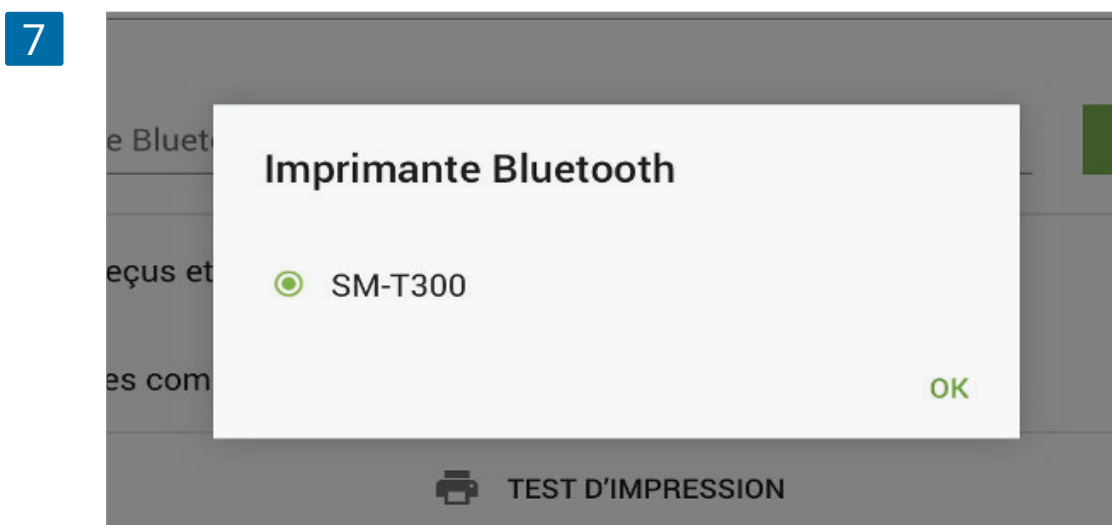 7
e Bluet
Imprimante Bluetooth
eçus et
SM-T300
es com
OK
TEST D'IMPRESSION